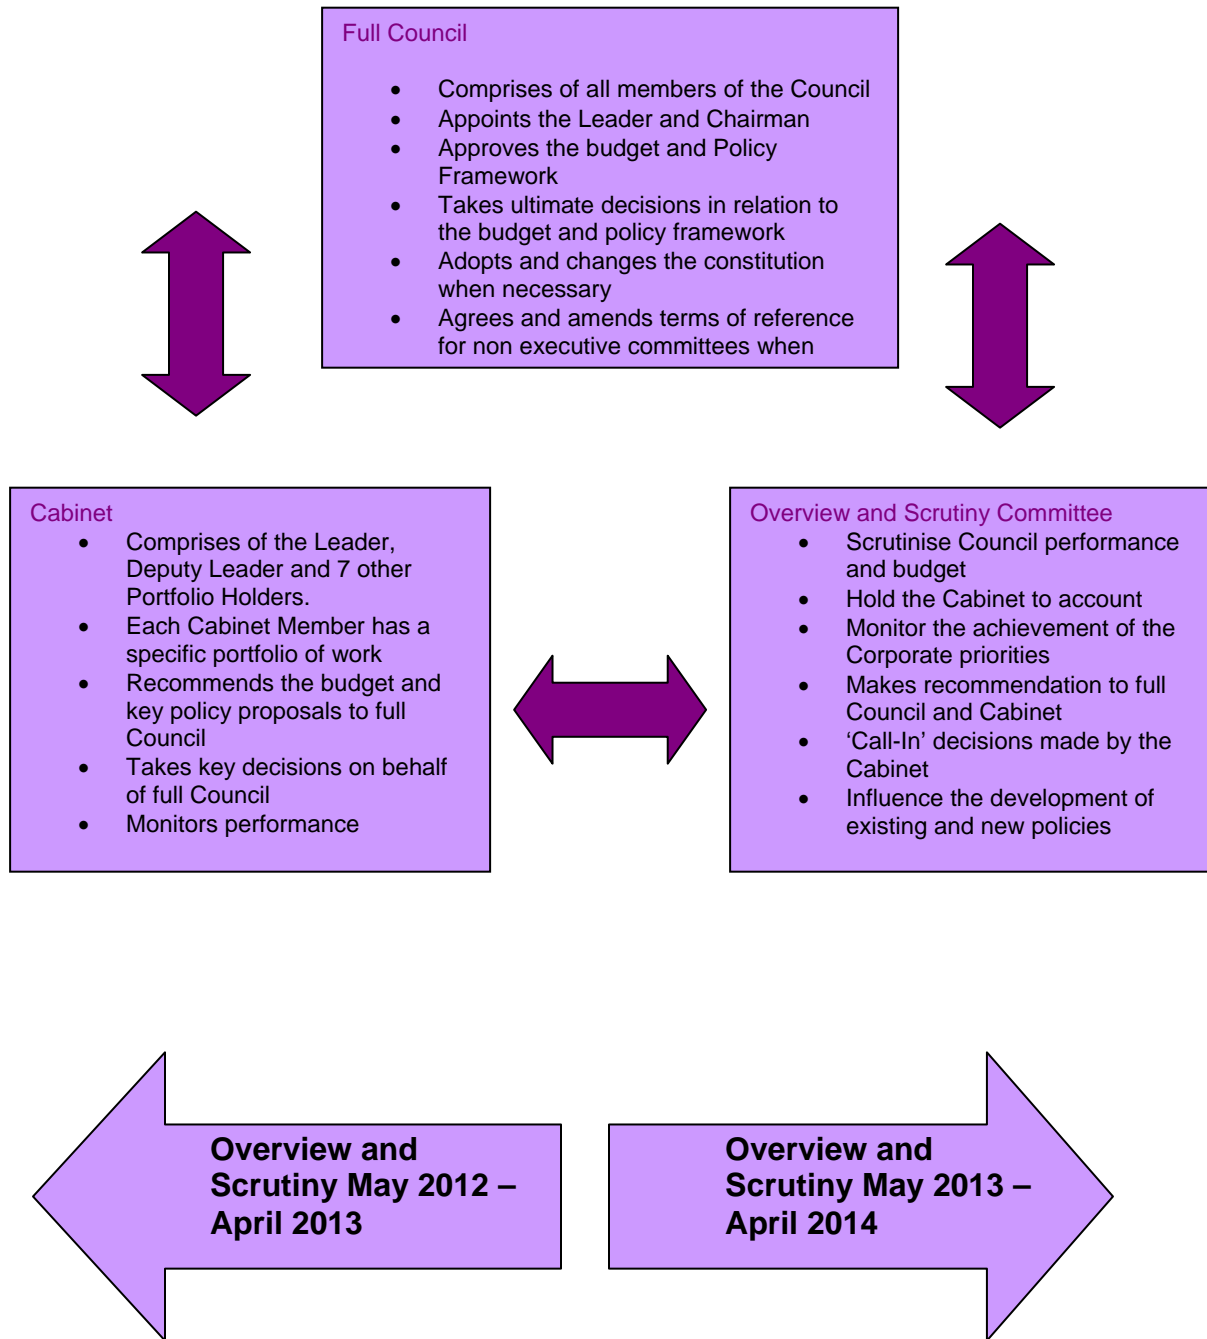 Full Council
• Comprises of all members of the Council
• Appoints the Leader and Chairman
• Approves the budget and Policy
Framework
• Takes ultimate decisions in relation to
the budget and policy framework
• Adopts and changes the constitution
when necessary
• Agrees and amends terms of reference
for non executive committees when
Cabinet
• Comprises of the Leader,
Deputy Leader and 7 other
Portfolio Holders.
• Each Cabinet Member has a
specific portfolio of work
• Recommends the budget and
key policy proposals to full
Council
• Takes key decisions on behalf
of full Council
• Monitors performance
Overview and Scrutiny Committee
• Scrutinise Council performance
and budget
• Hold the Cabinet to account
• Monitor the achievement of the
Corporate priorities
• Makes recommendation to full
Council and Cabinet
• ‘Call-In’ decisions made by the
Cabinet
• Influence the development of
existing and new policies
Overview and
Scrutiny May 2012 –
April 2013
Overview and
Scrutiny May 2013 –
April 2014